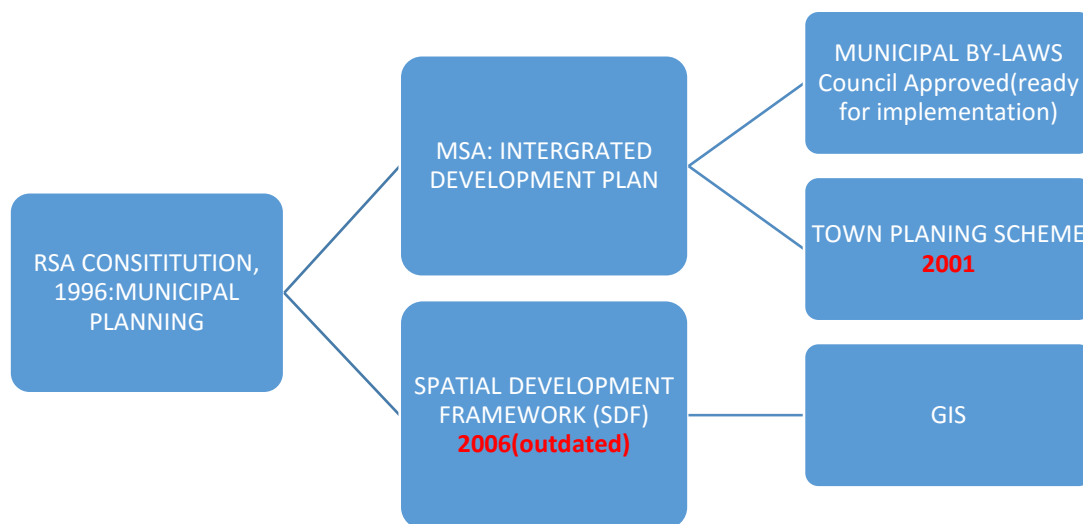 RSA CONSITITUTION,
1996:MUNICIPAL
PLANNING
MSA: INTERGRATED
DEVELOPMENT PLAN
MUNICIPAL BY-LAWS
Council Approved(ready
for implementation)
TOWN PLANING SCHEME
2001
SPATIAL DEVELOPMENT
FRAMEWORK (SDF)
2006(outdated)
GIS